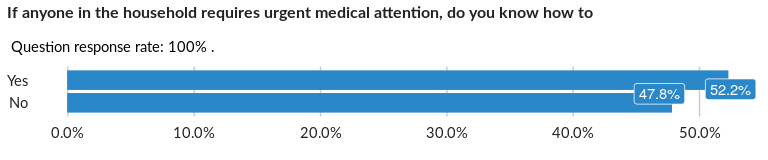 If anyone in the household requires urgent medical attention, do you know how to
Question response rate: 100% .
Yes
52.2%
No
47.8%
0.0% 10.0% 20.0% 30.0% 40.0% 50.0%